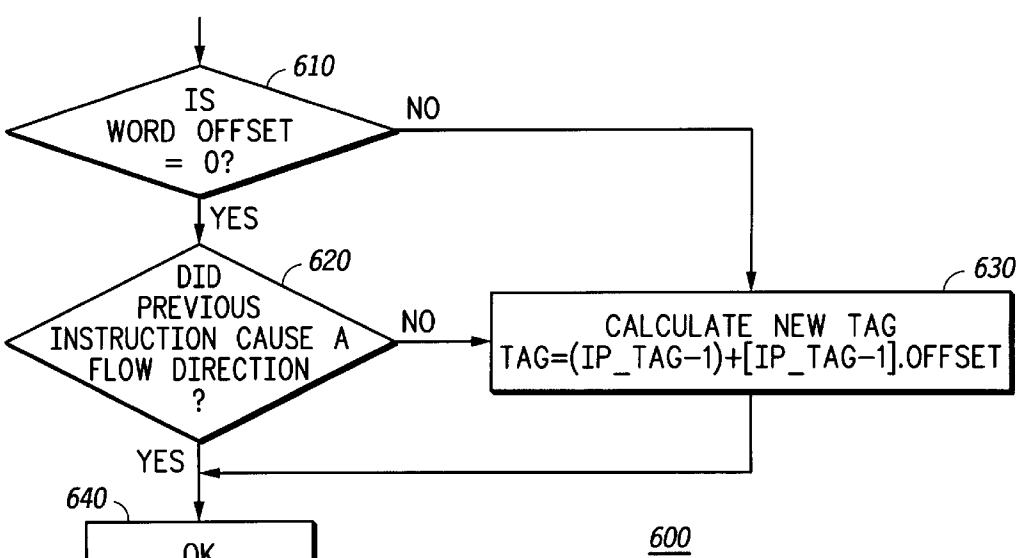 610
IS
WORD OFFSET
= 0?
NO
YES
620
DID
PREVIOUS
INSTRUCTION CAUSE A
FLOW DIRECTION
?
NO
630
CALCULATE NEW TAG
TAG=(IP_TAG-1)+[IP_TAG-1].OFFSET
YES
640
OK
600